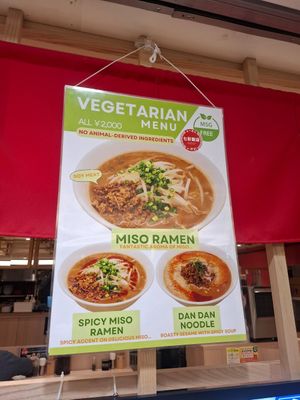 VEGETARIAN
MENU
ALL ¥2,000
MSG
FREE
NO ANIMAL-DERIVED INGREDIENTS
SOY MEAT
MISO RAMEN
FANTASTIC AROMA OF MISO...
SPICY MISO
RAMEN
SPICY ACCENT ON DELICIOUS MISO...
DAN DAN
NOODLE
ROASTY SESAME WITH SPICY SOUP